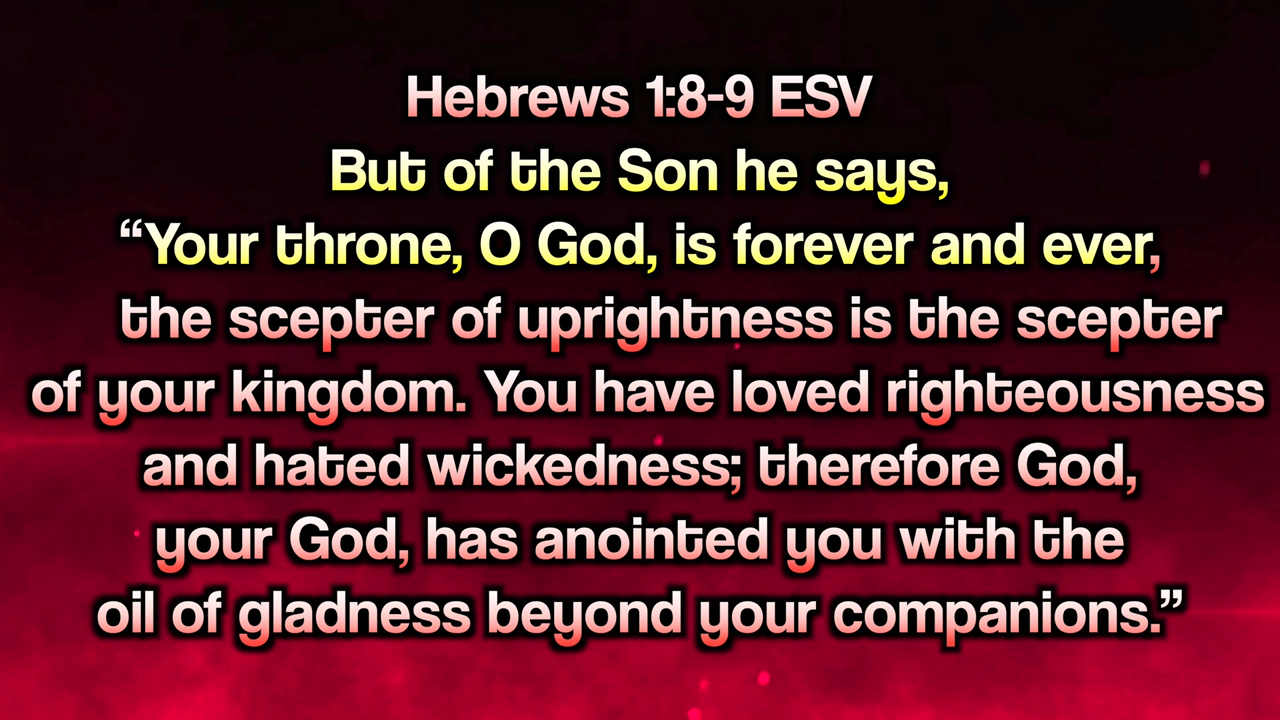 Hebrews 1:8-9 ESV
But of the Son he says,
“Your throne, O God, is forever and ever,
the scepter of uprightness is the scepter
of your kingdom. You have loved righteousness
and hated wickedness; therefore God,
your God, has anointed you with the
oil of gladness beyond your companions.”